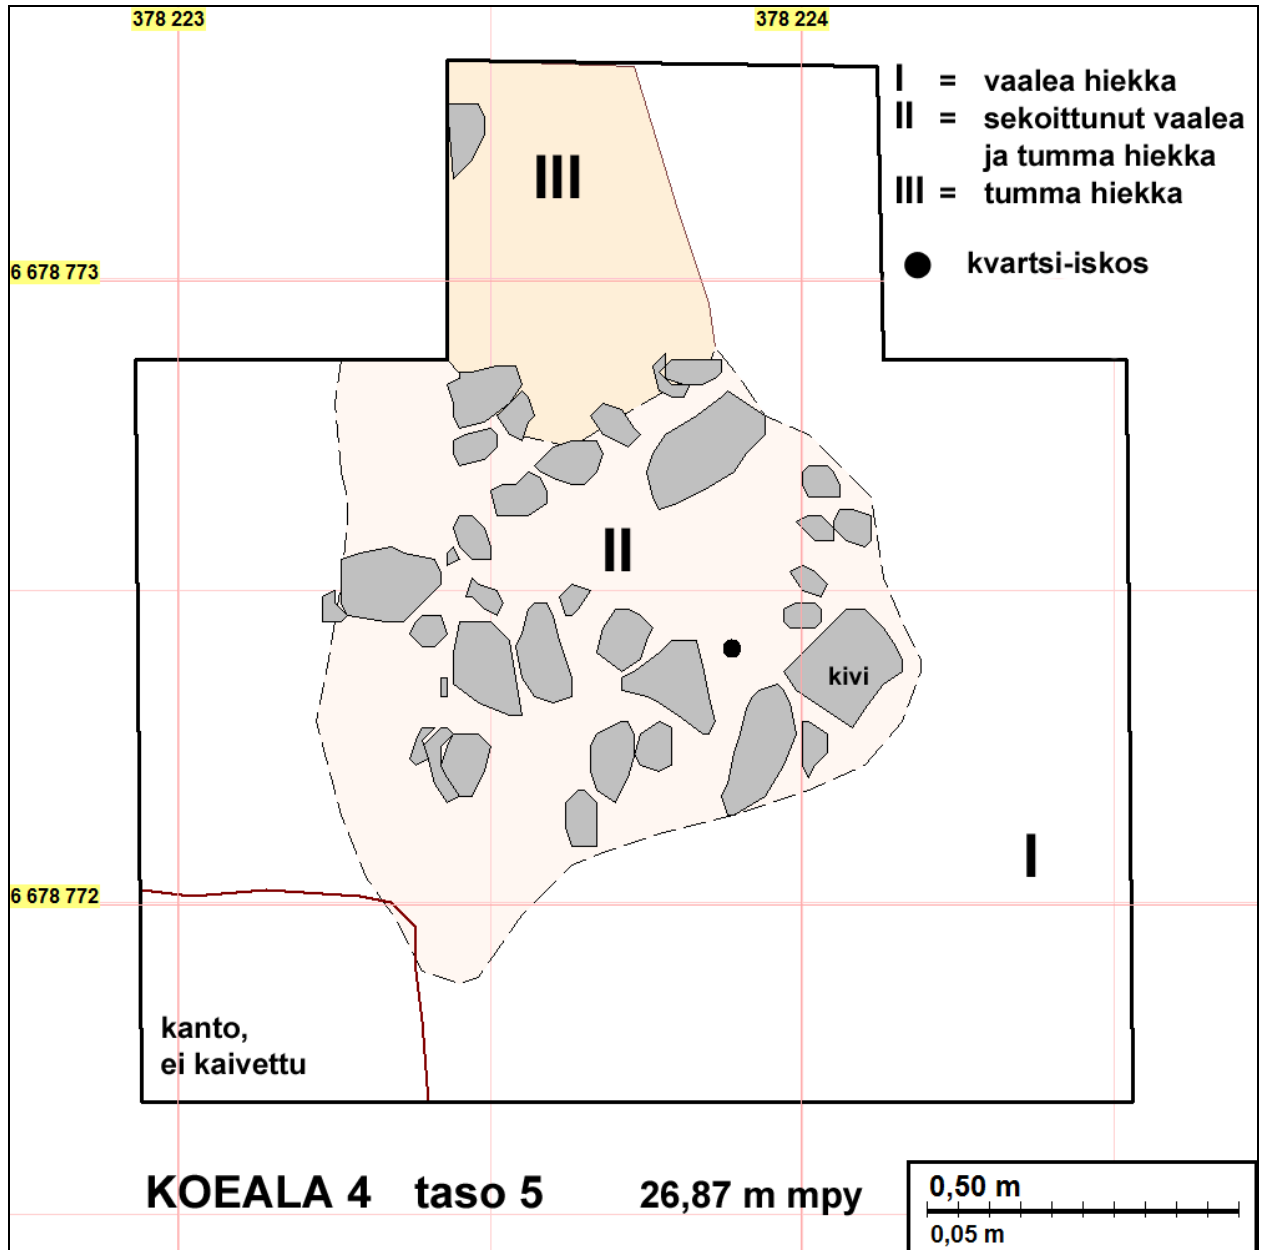 378 223
378 224
I = vaalea hiekka
II = sekoittunut vaalea
ja tumma hiekka
III = tumma hiekka
III
6 678 773
kvartsi-iskos
II
kivi
I
6 678 772
kanto,
ei kaivettu
KOEALA 4 taso 5 26,87 m mpy
0,50 m
0,05 m